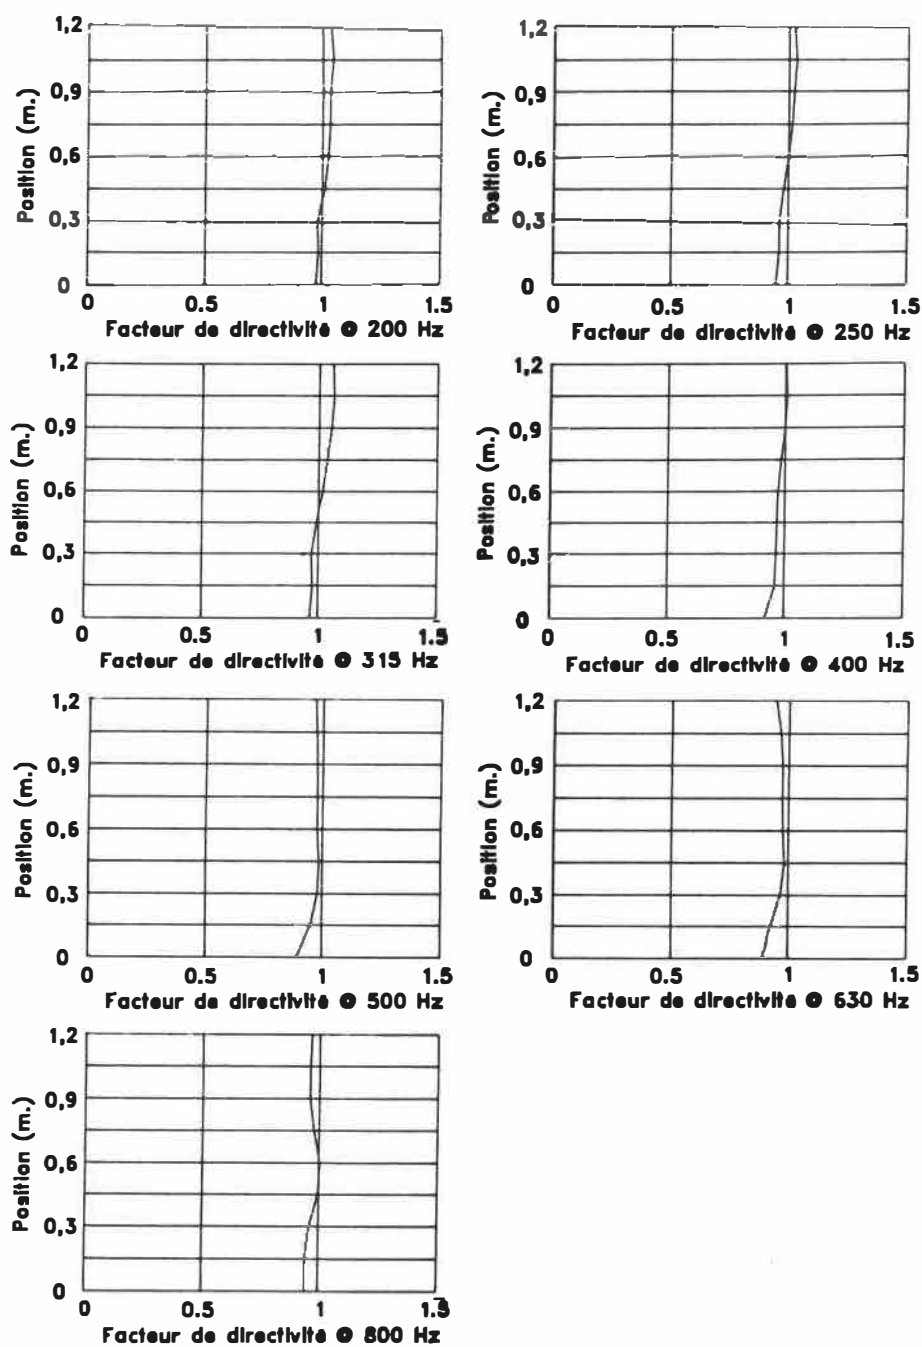 1,2
0,9
0,6
0,3
0
Position (m.)
0 0.5 1 1.5
Facteur de directivité @ 200 Hz
1,2
0,9
0,6
0,3
0
Position (m.)
0 0.5 1 1.5
Facteur de directivité @ 250 Hz
1,2
0,9
0,6
0,3
0
Position (m.)
0 0.5 1 1.5
Facteur de directivité @ 315 Hz
1,2
0,9
0,6
0,3
0
Position (m.)
0 0.5 1 1.5
Facteur de directivité @ 400 Hz
1,2
0,9
0,6
0,3
0
Position (m.)
0 0.5 1 1.5
Facteur de directivité @ 500 Hz
1,2
0,9
0,6
0,3
0
Position (m.)
0 0.5 1 1.5
Facteur de directivité @ 630 Hz
1,2
0,9
0,6
0,3
0
Position (m.)
0 0.5 1 1.5
Facteur de directivité @ 800 Hz